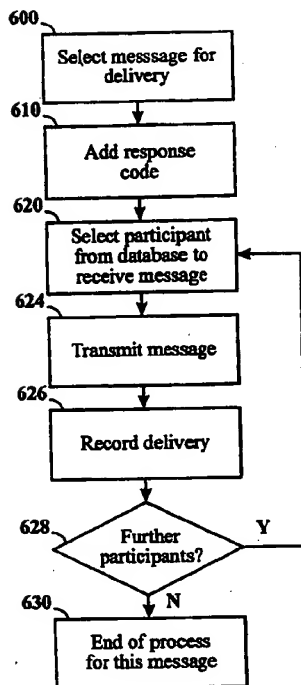 600
Select messsage for
delivery
610
Add response
code
620
Select participant
from database to
receive message
624
Transmit message
626
Record delivery
628
Further
participants?
Y
N
630
End of process
for this message